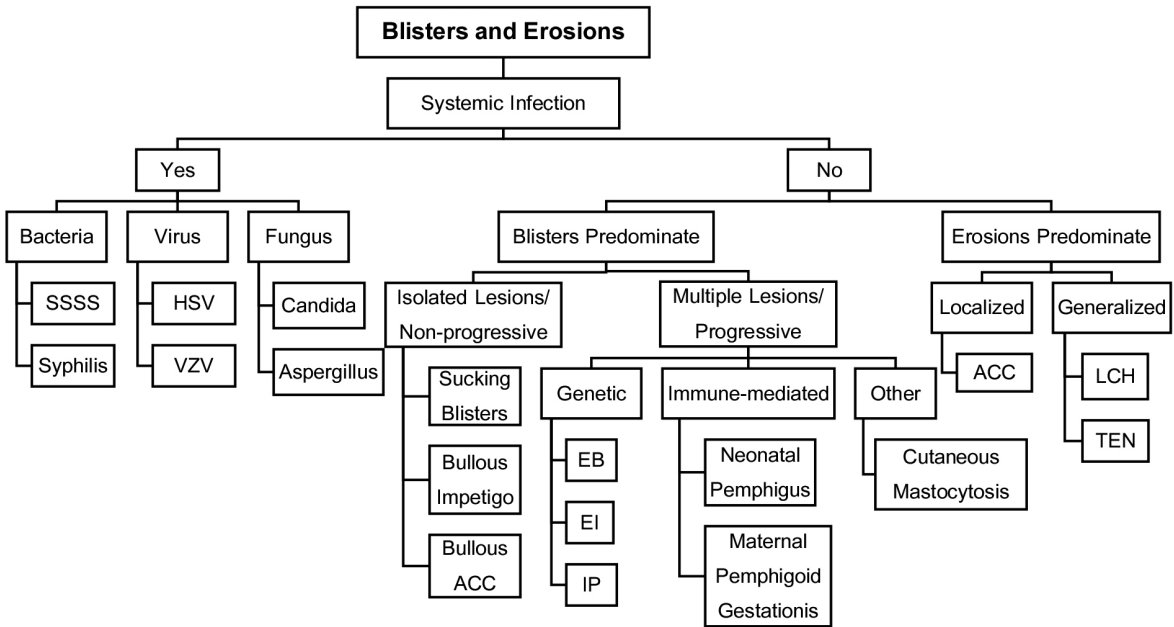 Blisters and Erosions
Systemic Infection
Yes
No
Bacteria
Virus
Fungus
Blisters Predominate
Erosions Predominate
SSSS
Syphilis
HSV
VZV
Candida
Aspergillus
Isolated Lesions/
Non-progressive
Multiple Lesions/
Progressive
Localized
Generalized
Sucking
Blisters
Bullous
Impetigo
Bullous
ACC
Genetic
Immune-mediated
Other
EB
EI
IP
Neonatal
Pemphigus
Maternal
Pemphigoid
Gestationis
Cutaneous
Mastocytosis
ACC
LCH
TEN